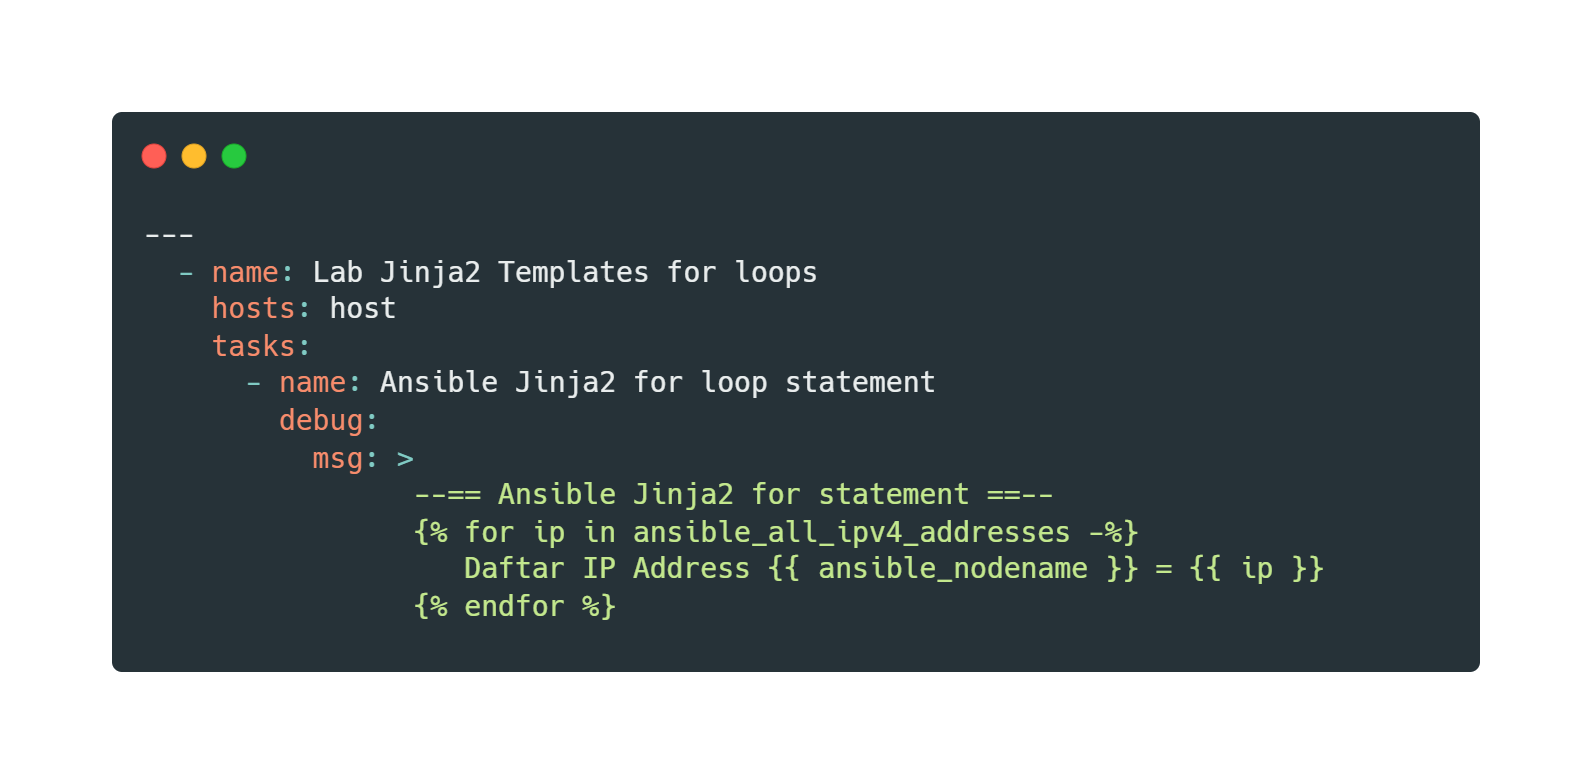 ---
  - name: Lab Jinja2 Templates for loops
    hosts: host
    tasks:
      - name: Ansible Jinja2 for loop statement
        debug:
          msg: >
                --== Ansible Jinja2 for statement ==--
                {% for ip in ansible_all_ipv4_addresses -%}
                   Daftar IP Address {{ ansible_nodename }} = {{ ip }}
                {% endfor %}